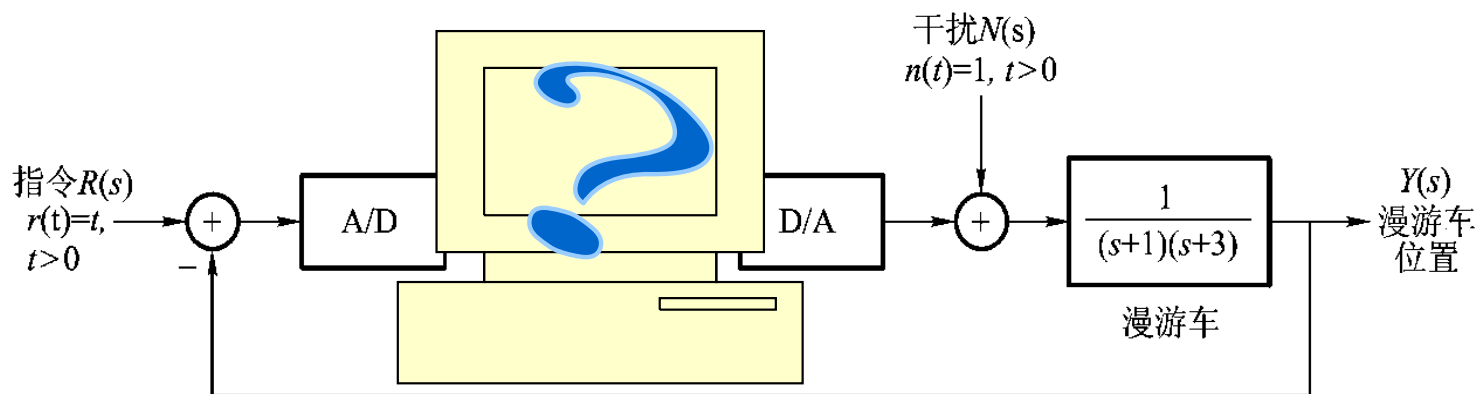 指令R(s)
r(t)=t,
t>0
+
−
A/D
D/A
干扰N(s)
n(t)=1, t>0
+
1
(s+1)(s+3)
漫游车
Y(s)
漫游车
位置